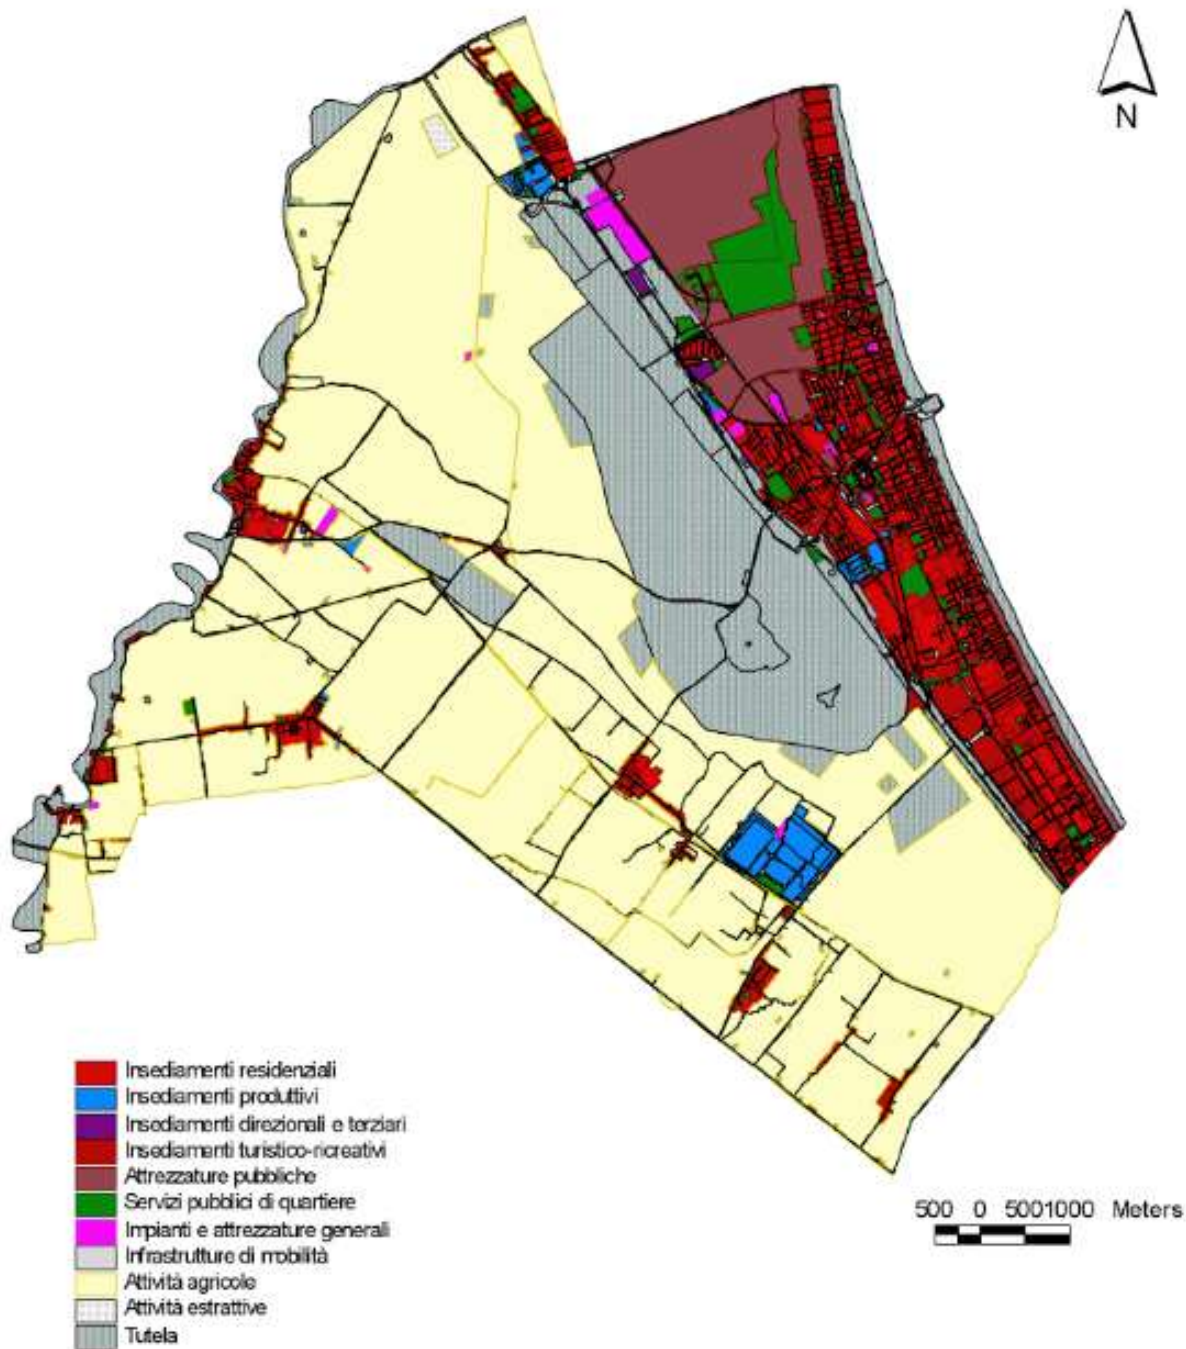 N
Insediamenti residenziali
Insediamenti produttivi
Insediamenti direzionali e terziari
Insediamenti turistico-ricreativi
Attrezzature pubbliche
Servizi pubblici di quartiere
Impianti e attrezzature generali
Infrastrutture di mobilità
Attività agricole
Attività estrattive
Tutela
500 0 5001000 Meters